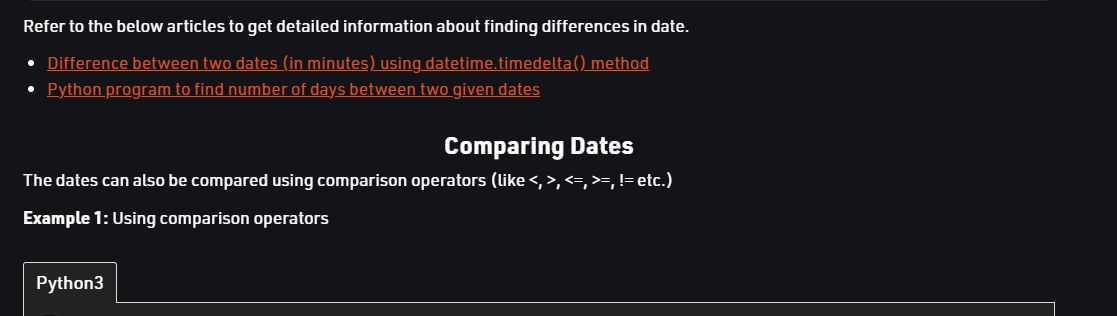 Refer to the below articles to get detailed information about finding differences in date.
Difference between two dates (in minutes) using datetime.timedelta() method
Python program to find number of days between two given dates
Comparing Dates
The dates can also be compared using comparison operators (like <, >, <=, >=, != etc.)
Example 1: Using comparison operators
Python3